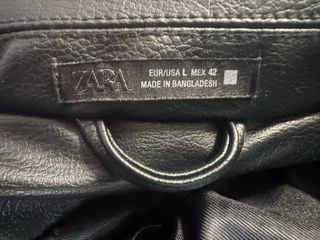 ZARA
EUR/USA L MEX 42
MADE IN BANGLADESH